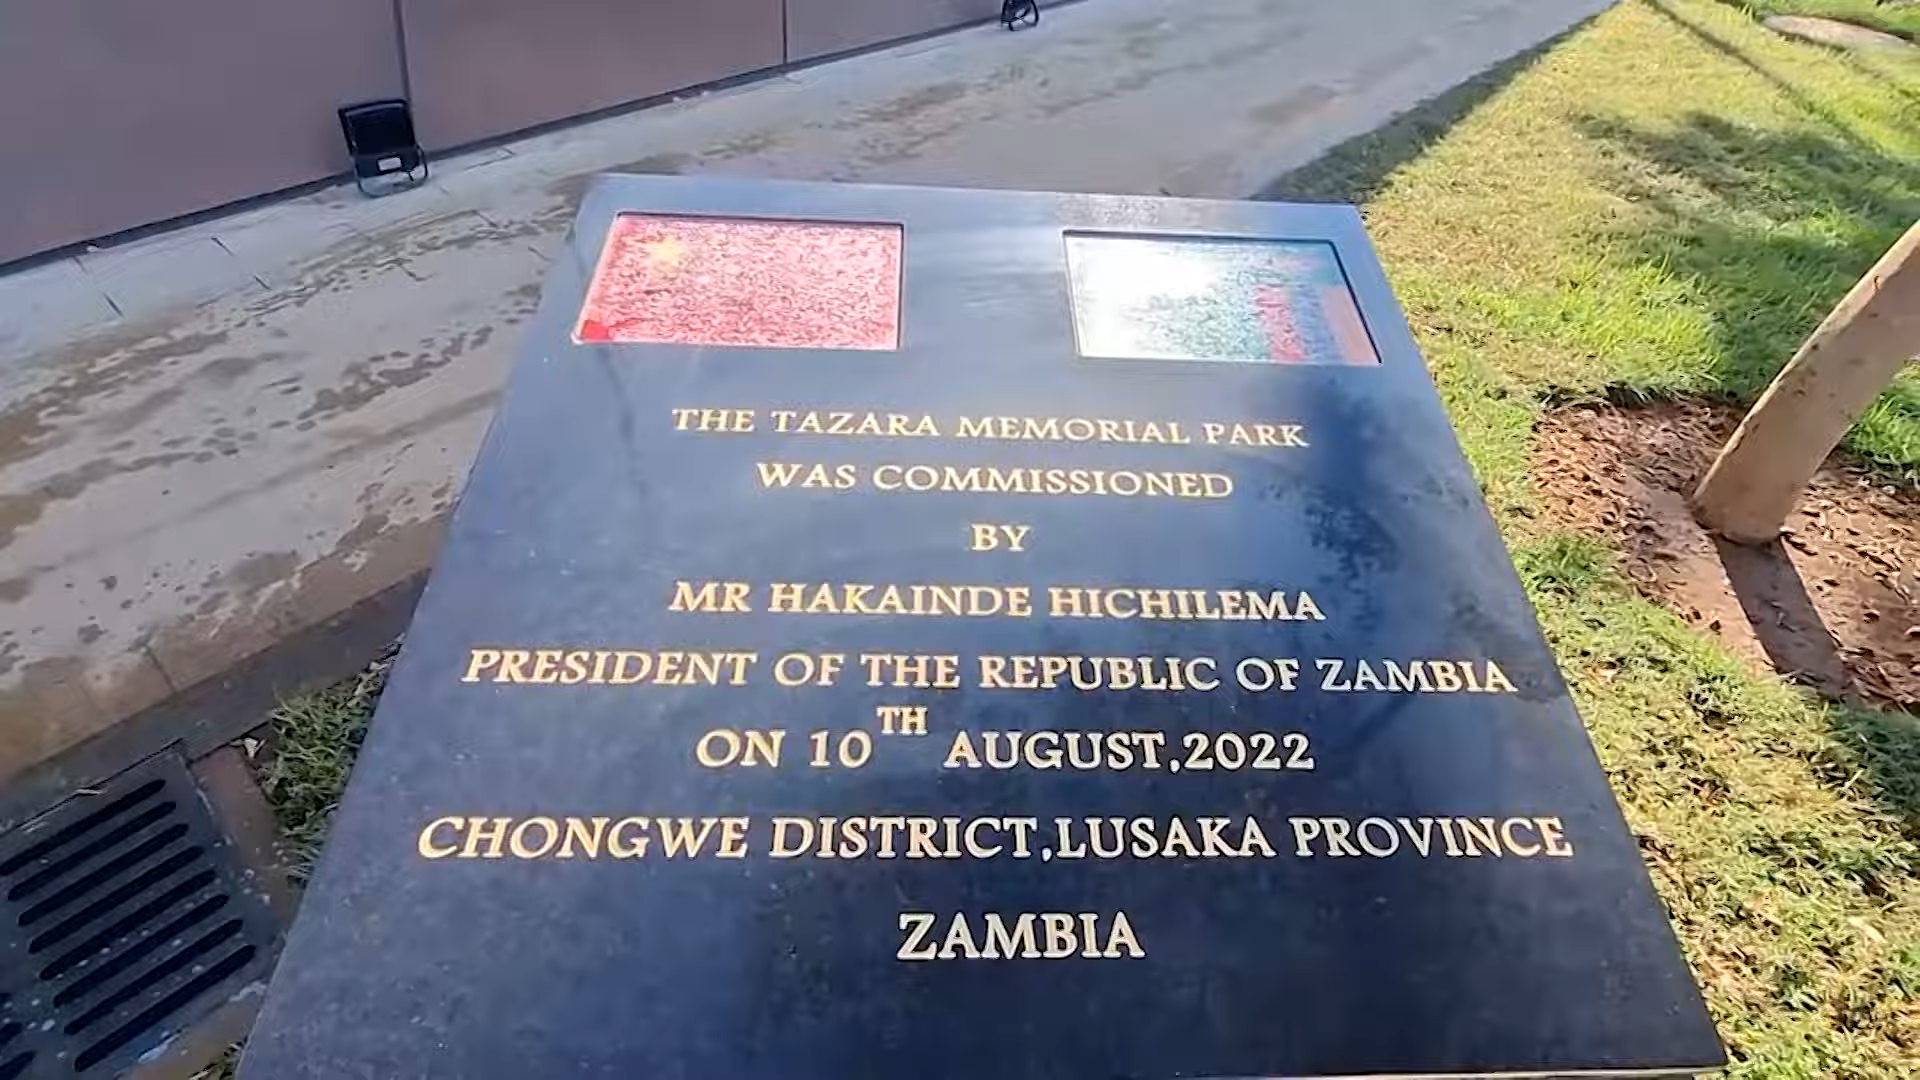 THE TAZARA MEMORIAL PARK
WAS COMMISSIONED
BY
MR HAKAINDE HICHILEMA
PRESIDENT OF THE REPUBLIC OF ZAMBIA
ON 10TH AUGUST,2022
CHONGWE DISTRICT,LUSAKA PROVINCE
ZAMBIA